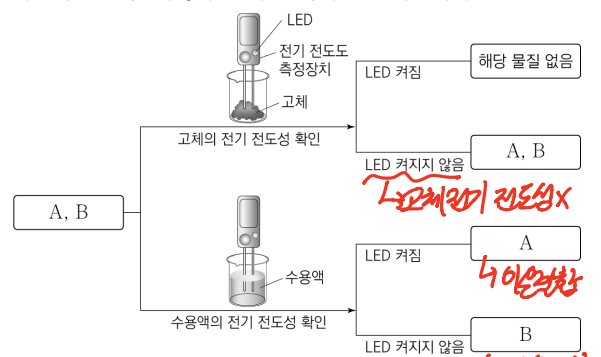 LED
전기 전도도
측정장치
고체
고체의 전기 전도성 확인
LED 켜짐
해당 물질 없음
LED 켜지지 않음
A, B
↳고체전기 전도성X
A, B
수용액
수용액의 전기 전도성 확인
LED 켜짐
A
↳이온결합
LED 켜지지 않음
B